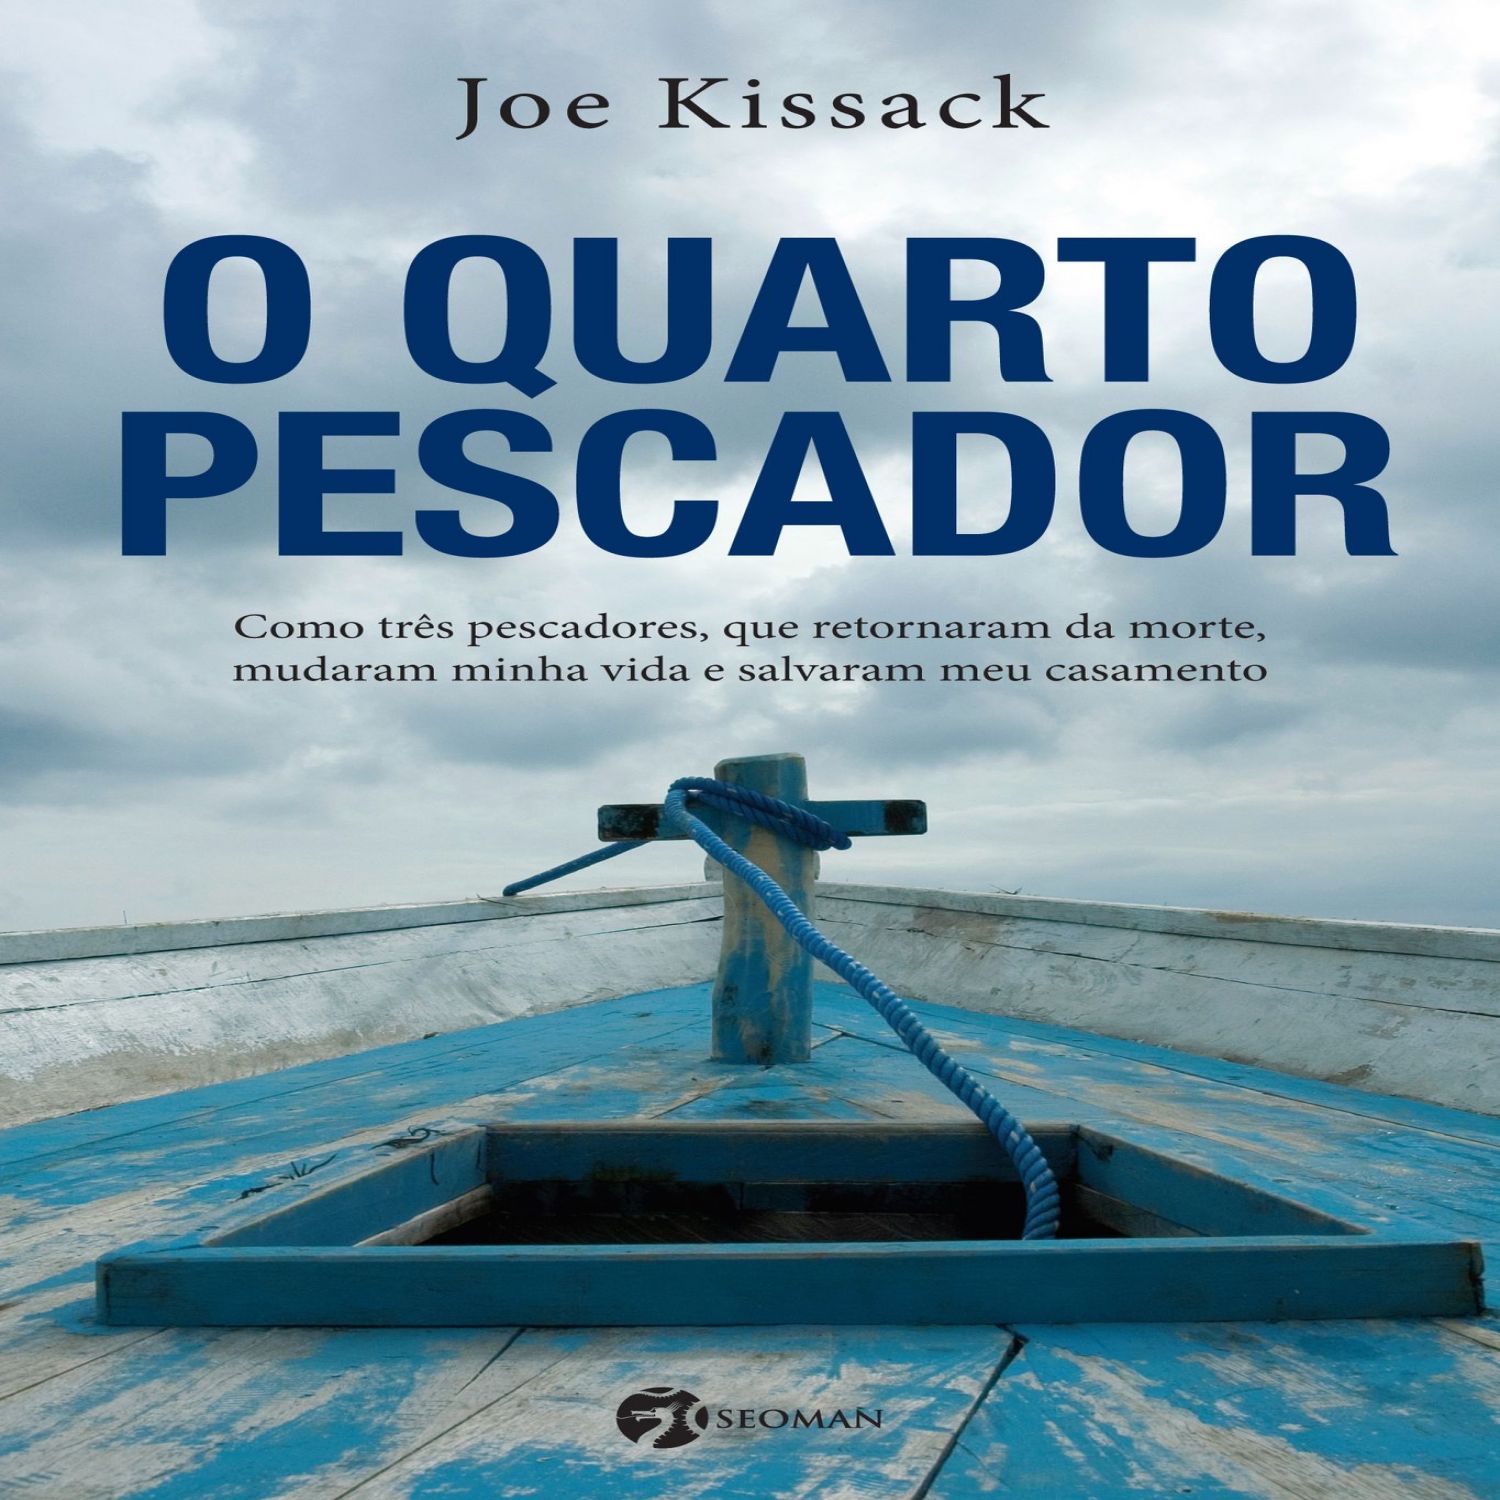 Joe Kissack
O QUARTO
PESCADOR
Como três pescadores, que retornaram da morte,
mudaram minha vida e salvaram meu casamento
SEOMAN